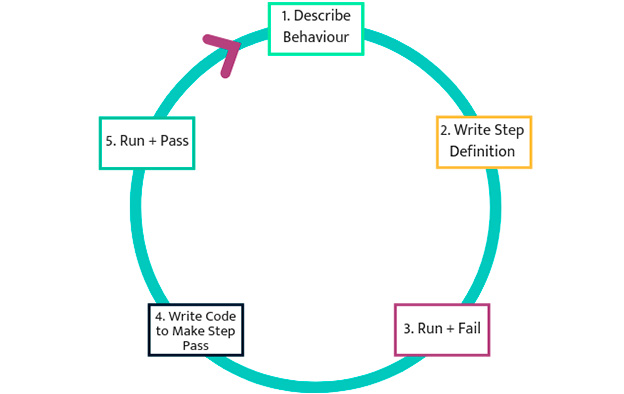 1. Describe
Behaviour
2. Write Step
Definition
3. Run + Fail
4. Write Code
to Make Step
Pass
5. Run + Pass